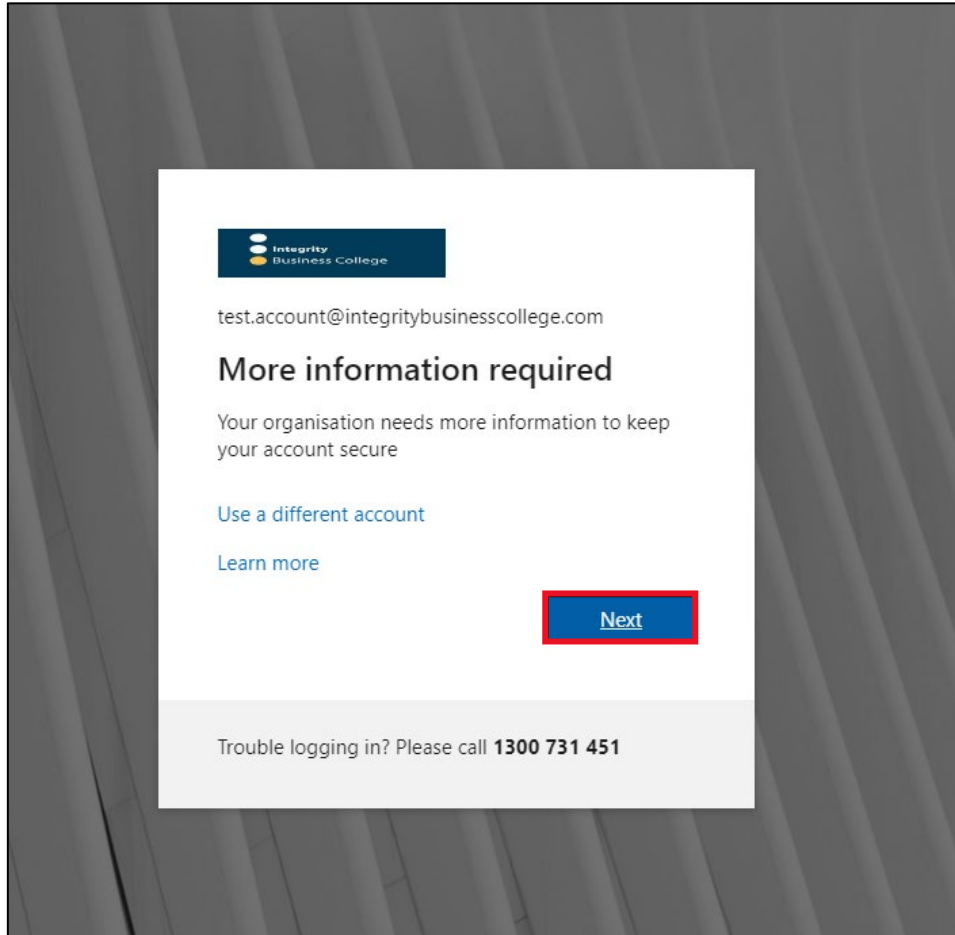 Integrity
Business College
test.account@integritybusinesscollege.com
More information required
Your organisation needs more information to keep
your account secure
Use a different account
Learn more
Next
Trouble logging in? Please call 1300 731 451